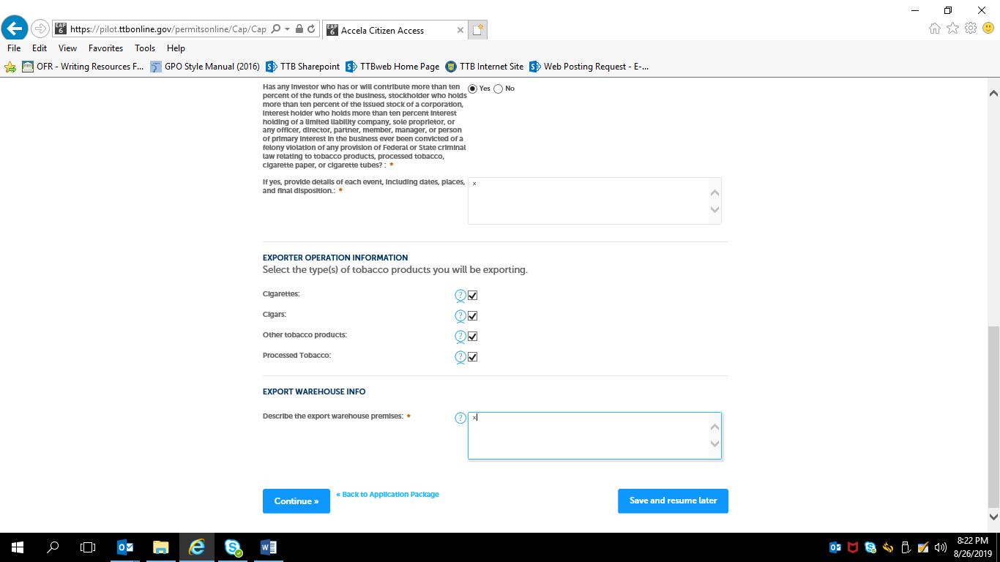 https://pilot.ttbonline.gov/permitsonline/Cap/Cap
Accela Citizen Access
File Edit View Favorites Tools Help
OFR - Writing Resources F... GPO Style Manual (2016) TTB Sharepoint TTBweb Home Page TTB Internet Site Web Posting Request - E-...
Has any investor who has or will contribute more than ten
percent of the funds of the business, stockholder who holds
more than ten percent of the issued stock of a corporation,
interest holder who holds more than ten percent interest
holding of a limited liability company, sole proprietor, or
any officer, director, partner, member, manager, or person
of primary interest in the business ever been convicted of a
felony violation of any provision of Federal or State criminal
law relating to tobacco products, processed tobacco,
cigarette paper, or cigarette tubes? : *
Yes No
If yes, provide details of each event, including dates, places,
and final disposition.: *
x
EXPORTER OPERATION INFORMATION
Select the type(s) of tobacco products you will be exporting.
Cigarettes: ?
Cigars: ?
Other tobacco products: ?
Processed Tobacco: ?
EXPORT WAREHOUSE INFO
Describe the export warehouse premises: * ?
x
Continue » « Back to Application Package Save and resume later
8:22 PM
8/26/2019